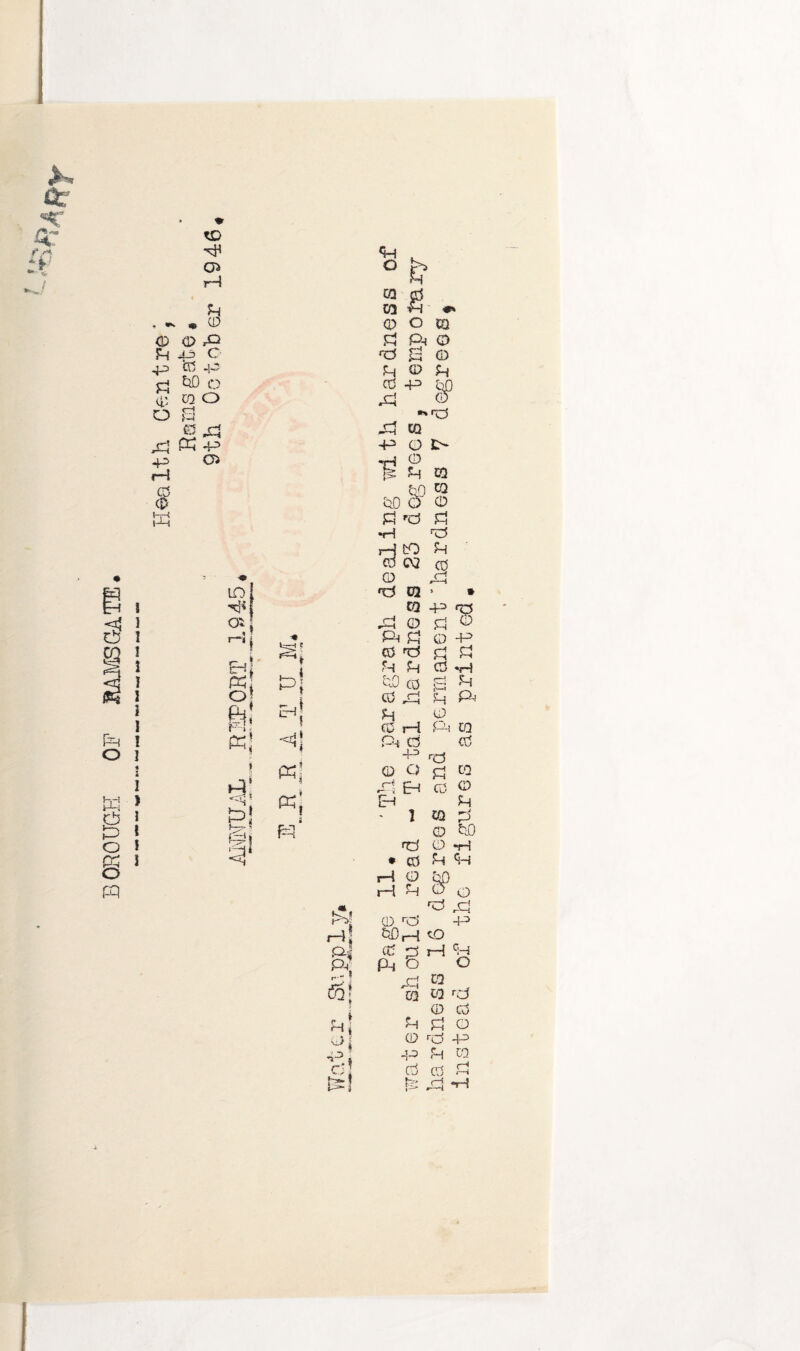 LIBRARY
BOROUGH OF RAMSGATE.
Health Centre,
Ramsgate,
9th October 1946.
ANNUAL REPORT 1945.
E R R A T U M.
Water Supply.
Page 11. The paragraph dealing with hardness of
water should read - Total hardness 23 degrees, temporary
hardness 16 degrees and permanent hardness 7 degrees,
instead of the figures as printed.